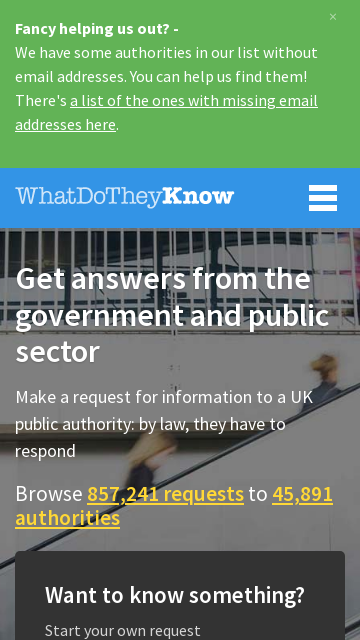 ×
Fancy helping us out? -
We have some authorities in our list without
email addresses. You can help us find them!
There's a list of the ones with missing email
addresses here.
WhatDoTheyKnow
Get answers from the
government and public
sector
Make a request for information to a UK
public authority: by law, they have to
respond
Browse 857,241 requests to 45,891
authorities
Want to know something?
Start your own request